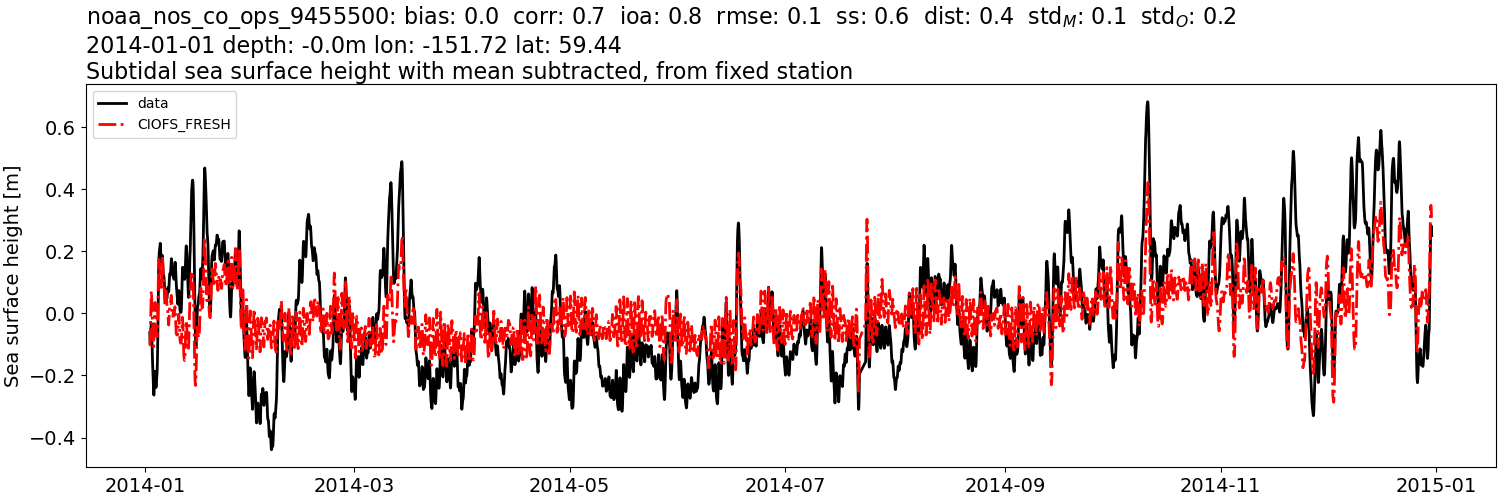 noaa_nos_co_ops_9455500: bias: 0.0  corr: 0.7  ioa: 0.8  rmse: 0.1  ss: 0.6  dist: 0.4  std_M: 0.1  std_O: 0.2
2014-01-01 depth: -0.0m lon: -151.72 lat: 59.44
Subtidal sea surface height with mean subtracted, from fixed station
data
CIOFS_FRESH
Sea surface height [m]
0.6
0.4
0.2
0.0
−0.2
−0.4
2014-01 2014-03 2014-05 2014-07 2014-09 2014-11 2015-01